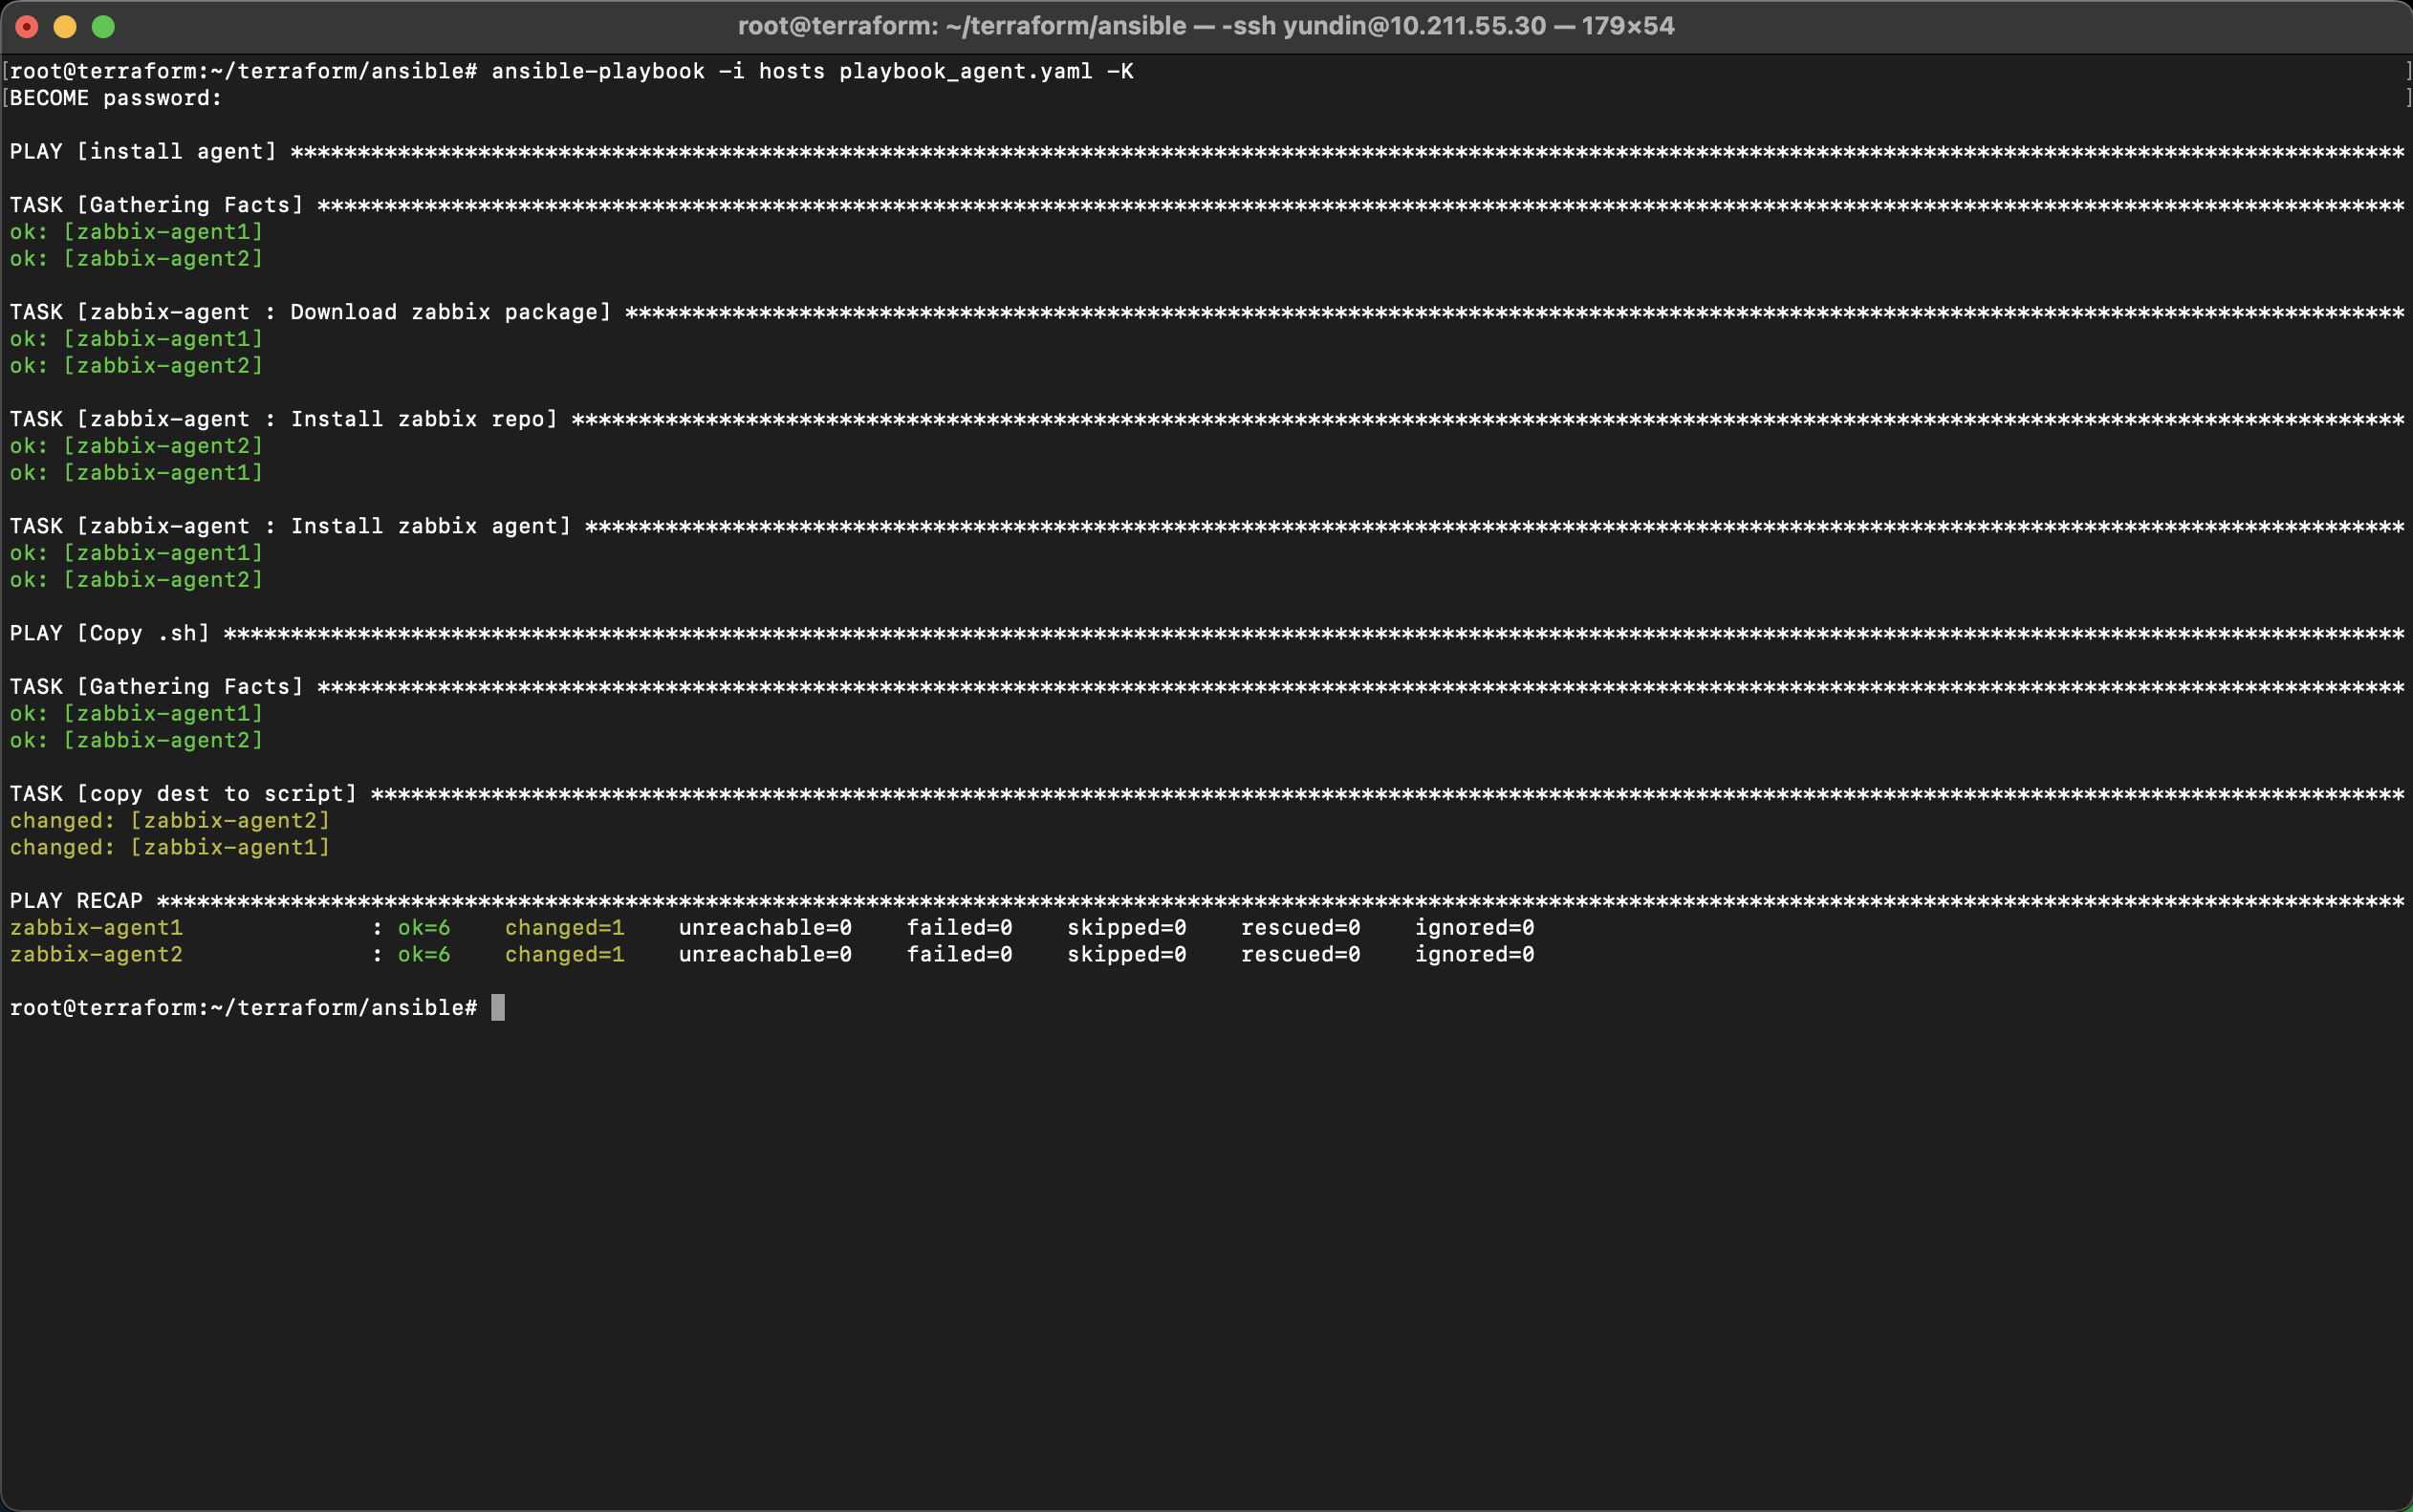 root@terraform: ~/terraform/ansible — -ssh yundin@10.211.55.30 — 179×54
[root@terraform:~/terraform/ansible# ansible-playbook -i hosts playbook_agent.yaml -K ]
[BECOME password: ]
PLAY [install agent] **************************************************************************************************************************************************************
TASK [Gathering Facts] ************************************************************************************************************************************************************
ok: [zabbix-agent1]
ok: [zabbix-agent2]
TASK [zabbix-agent : Download zabbix package] *************************************************************************************************************************************
ok: [zabbix-agent1]
ok: [zabbix-agent2]
TASK [zabbix-agent : Install zabbix repo] *****************************************************************************************************************************************
ok: [zabbix-agent2]
ok: [zabbix-agent1]
TASK [zabbix-agent : Install zabbix agent] ****************************************************************************************************************************************
ok: [zabbix-agent1]
ok: [zabbix-agent2]
PLAY [Copy .sh] *******************************************************************************************************************************************************************
TASK [Gathering Facts] ************************************************************************************************************************************************************
ok: [zabbix-agent1]
ok: [zabbix-agent2]
TASK [copy dest to script] ********************************************************************************************************************************************************
changed: [zabbix-agent2]
changed: [zabbix-agent1]
PLAY RECAP ************************************************************************************************************************************************************************
zabbix-agent1              : ok=6    changed=1    unreachable=0    failed=0    skipped=0    rescued=0    ignored=0
zabbix-agent2              : ok=6    changed=1    unreachable=0    failed=0    skipped=0    rescued=0    ignored=0
root@terraform:~/terraform/ansible#